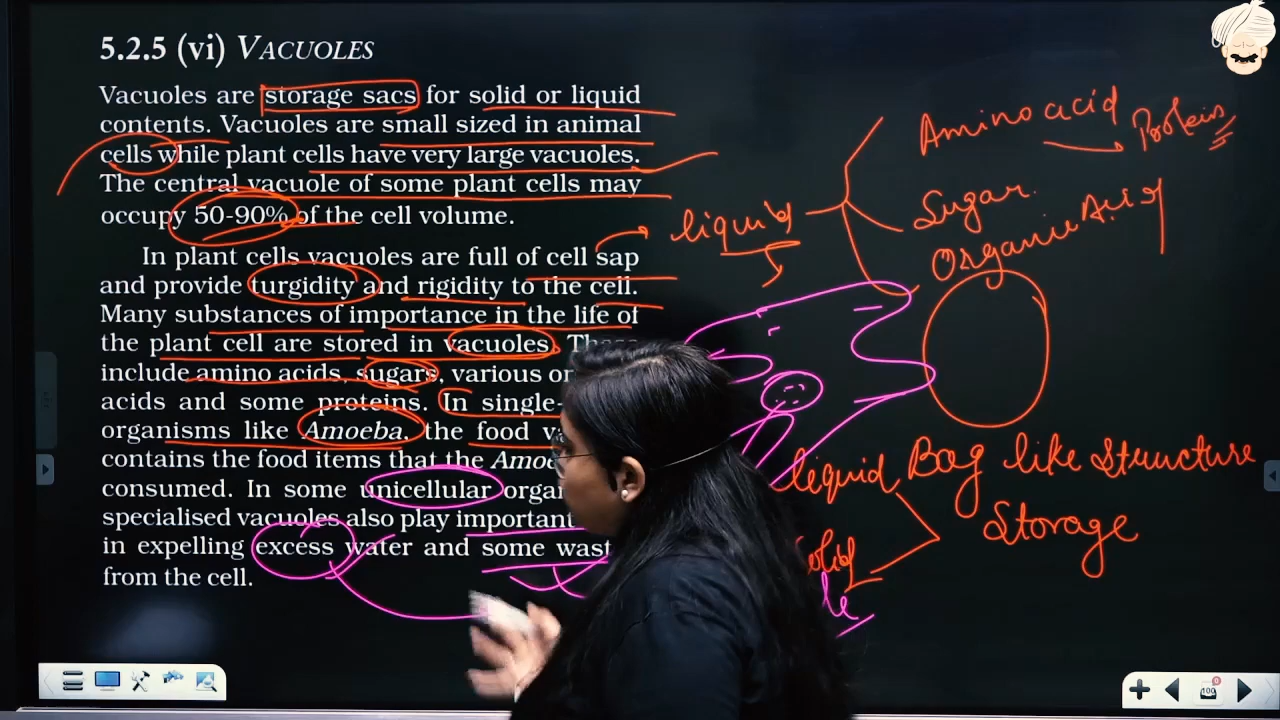 5.2.5 (vi) VACUOLES
Vacuoles are storage sacs for solid or liquid
contents. Vacuoles are small sized in animal
cells while plant cells have very large vacuoles.
The central vacuole of some plant cells may
occupy 50-90% of the cell volume.
In plant cells vacuoles are full of cell sap
and provide turgidity and rigidity to the cell.
Many substances of importance in the life of
the plant cell are stored in vacuoles.
include amino acids, sugars, various
acids and some proteins. In single-
organisms like Amoeba, the food
contains the food items that the
consumed. In some unicellular
specialised vacuoles also play important
in expelling excess water and some
from the cell.
liquid
Amino acid
Proteins
Sugar
Organic Acid
liquid
Bag like structure
Storage
100